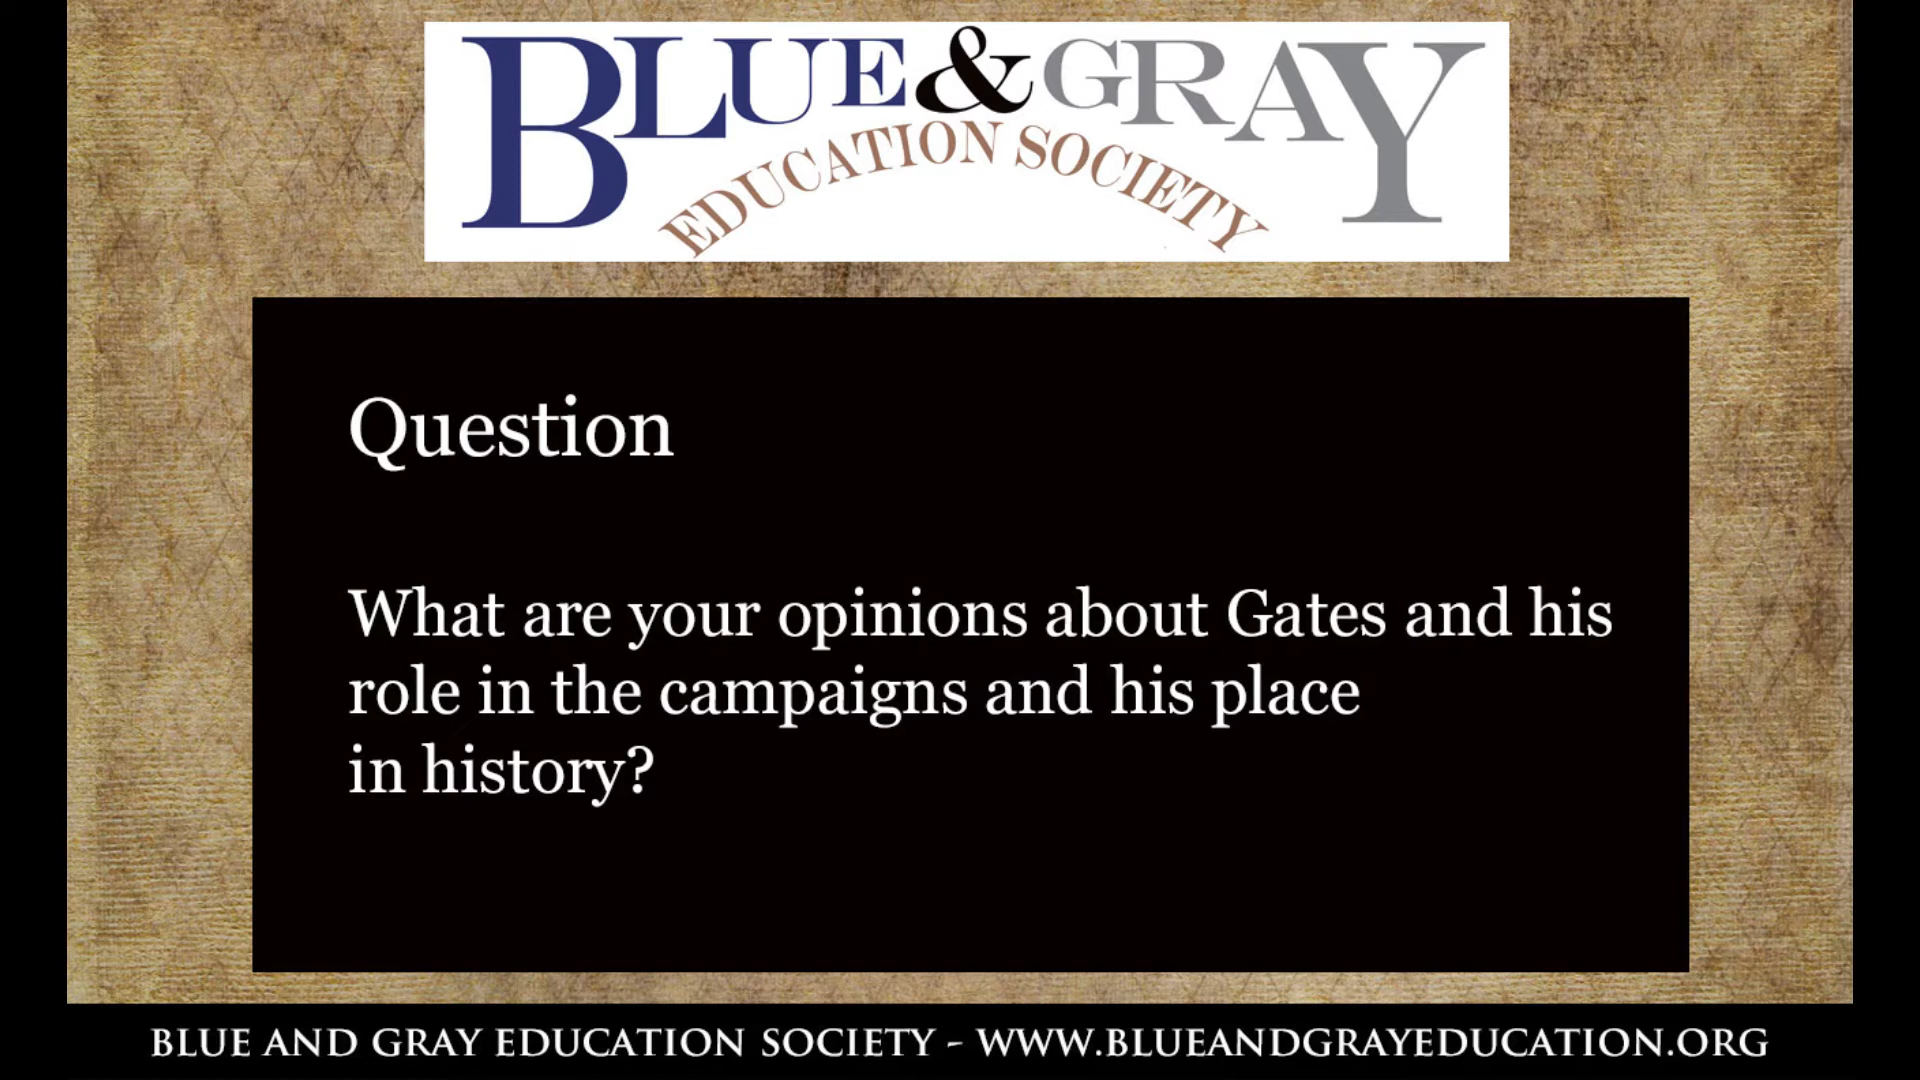 BLUE & GRAY
EDUCATION SOCIETY
Question
What are your opinions about Gates and his
role in the campaigns and his place
in history?
BLUE AND GRAY EDUCATION SOCIETY - WWW.BLUEANDGRAYEDUCATION.ORG